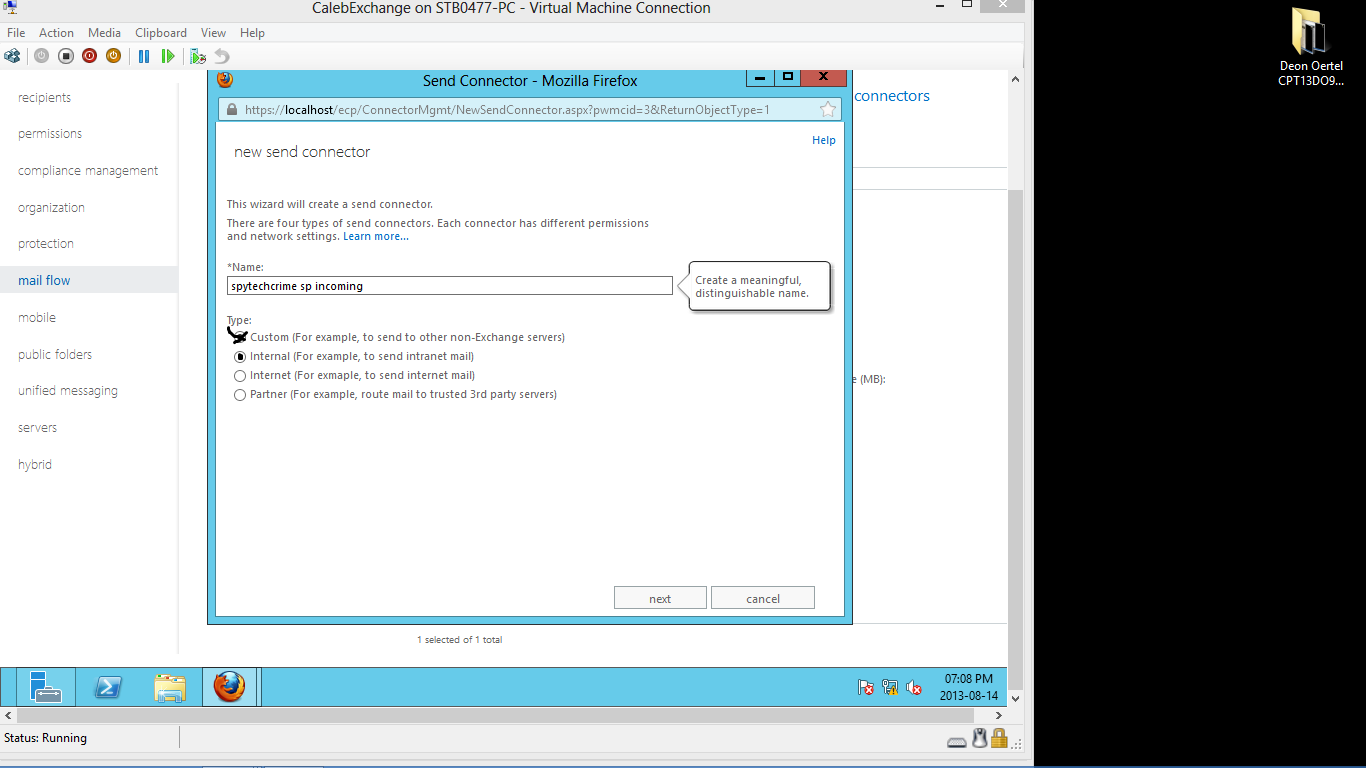 CalebExchange on STB0477-PC - Virtual Machine Connection
File Action Media Clipboard View Help
Send Connector - Mozilla Firefox
https://localhost/ecp/ConnectorMgmt/NewSendConnector.aspx?pwmcid=3&ReturnObjectType=1
Help
new send connector
This wizard will create a send connector.
There are four types of send connectors. Each connector has different permissions
and network settings. Learn more...
*Name:
spytechcrime sp incoming
Create a meaningful,
distinguishable name.
Type:
Custom (For example, to send to other non-Exchange servers)
Internal (For example, to send intranet mail)
Internet (For exmaple, to send internet mail)
Partner (For example, route mail to trusted 3rd party servers)
next cancel
recipients
permissions
compliance management
organization
protection
mail flow
mobile
public folders
unified messaging
servers
hybrid
connectors
e (MB):
1 selected of 1 total
07:08 PM
2013-08-14
Status: Running
Deon Oertel
CPT13DO9...